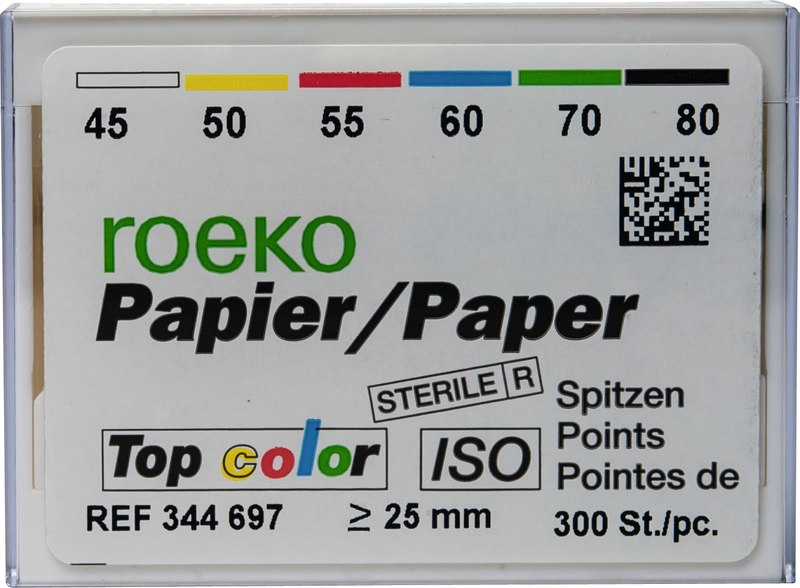 45 50 55 60 70 80
roeko
Papier/Paper
STERILE R
Spitzen
Points
Pointes de
Top color
ISO
REF 344 697
≥ 25 mm
300 St./pc.